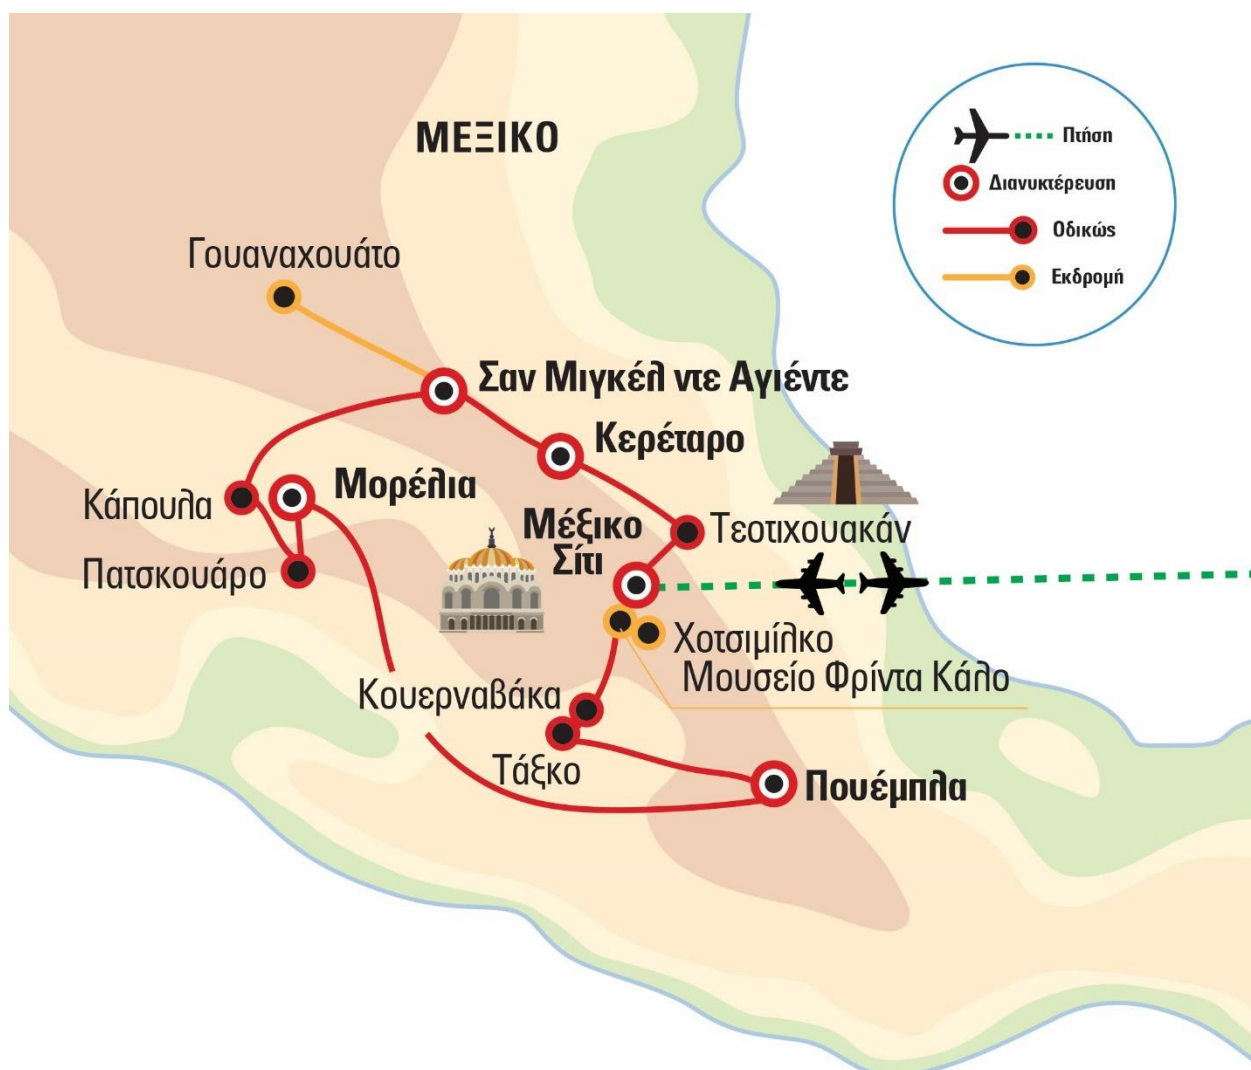 ΜΕΞΙΚΟ
Πτήση
Διανυκτέρευση
Οδικώς
Εκδρομή
Γουαναχουάτο
Σαν Μιγκέλ ντε Αγιέντε
Κερέταρο
Μορέλια
Κάπουλα
Πατσκουάρο
Μέξικο
Σίτι
Τεοτιχουακάν
Χοτσιμίλκο
Μουσείο Φρίντα Κάλο
Κουερναβάκα
Τάξκο
Πουέμπλα